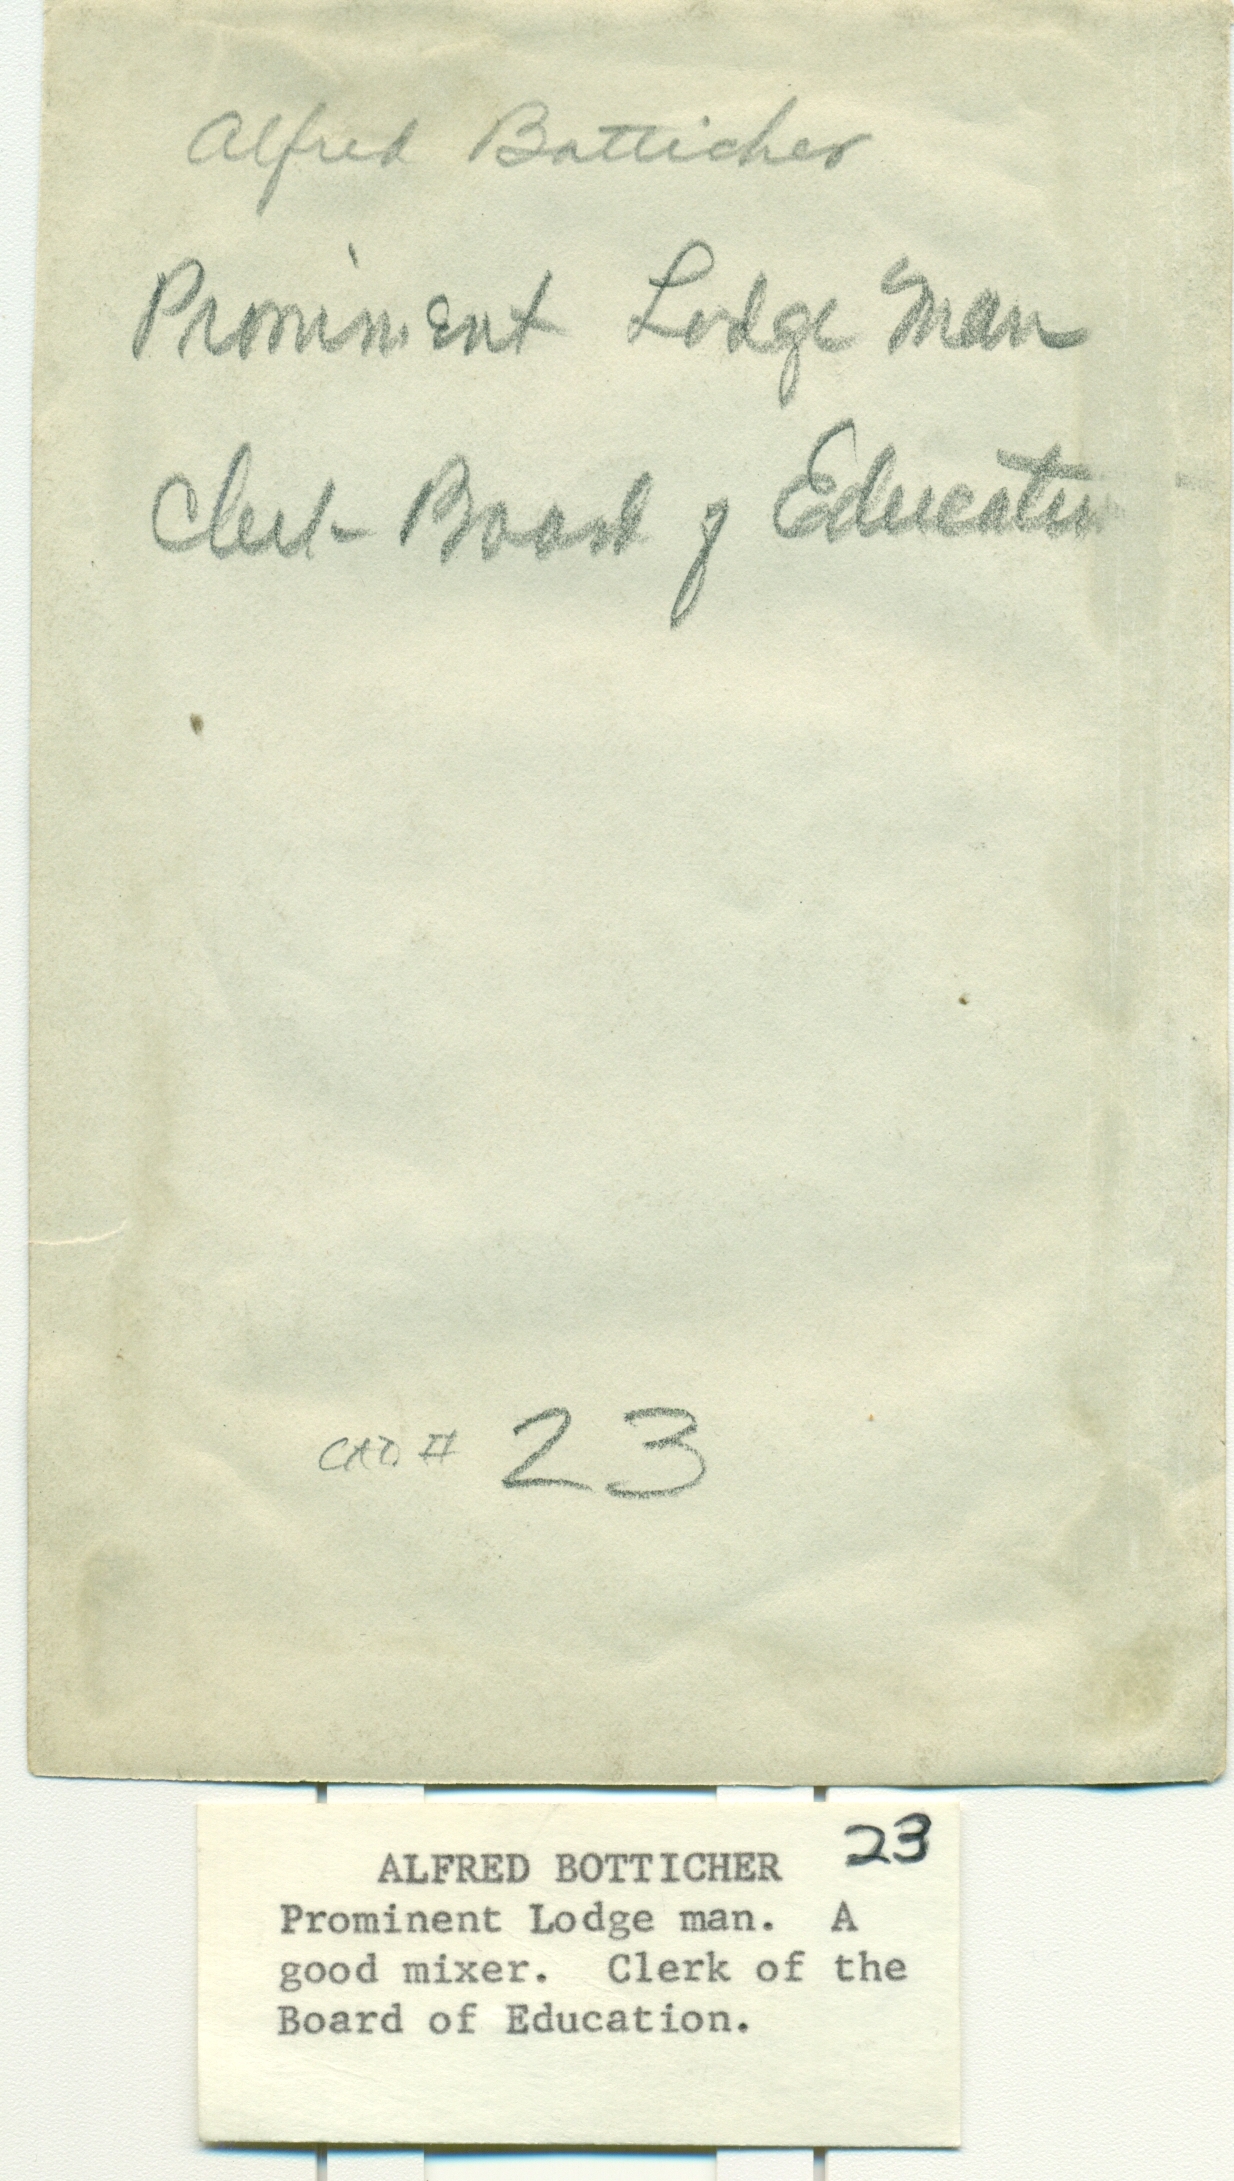 Alfred Botticher
Prominent Lodge Man
Clerk Board of Education
23
ALFRED BOTTICHER 23
Prominent Lodge man. A
good mixer. Clerk of the
Board of Education.